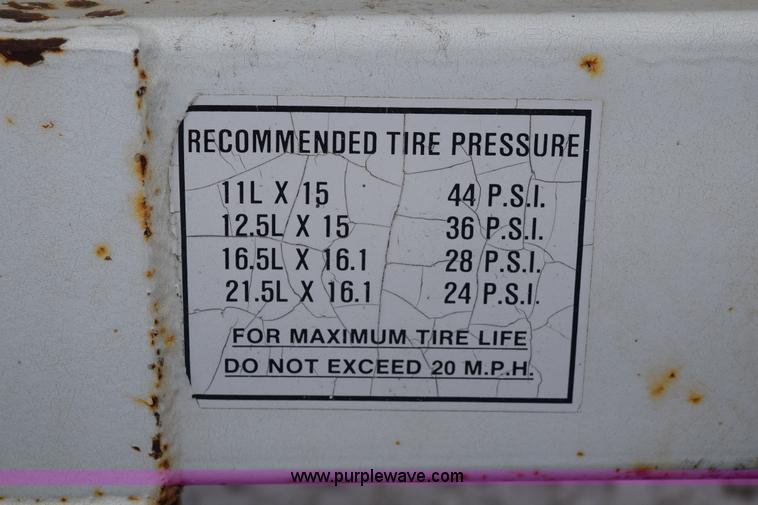 RECOMMENDED TIRE PRESSURE
11L X 15 44 P.S.I.
12.5L X 15 36 P.S.I.
16.5L X 16.1 28 P.S.I.
21.5L X 16.1 24 P.S.I.
FOR MAXIMUM TIRE LIFE
DO NOT EXCEED 20 M.P.H.
www.purplewave.com